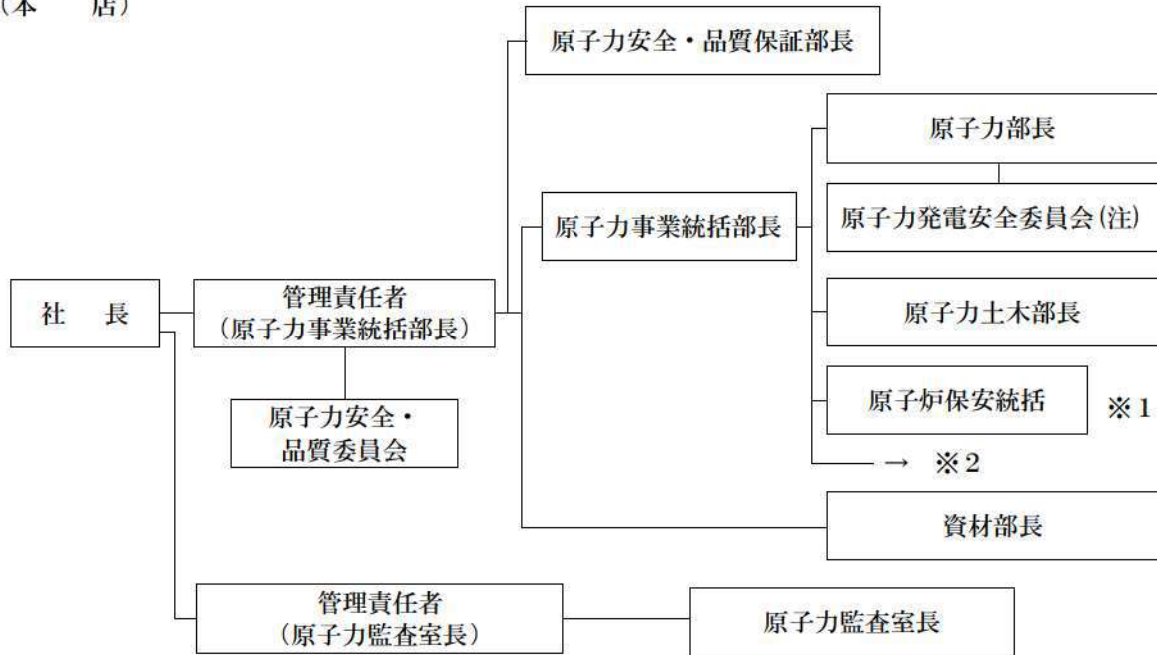 (本　　店)
原子力安全・品質保証部長
原子力部長
原子力発電安全委員会(注)
原子力事業統括部長
社　長
管理責任者
(原子力事業統括部長)
原子力土木部長
原子力安全・
品質委員会
原子炉保安統括
※1
→ ※2
資材部長
管理責任者
(原子力監査室長)
原子力監査室長